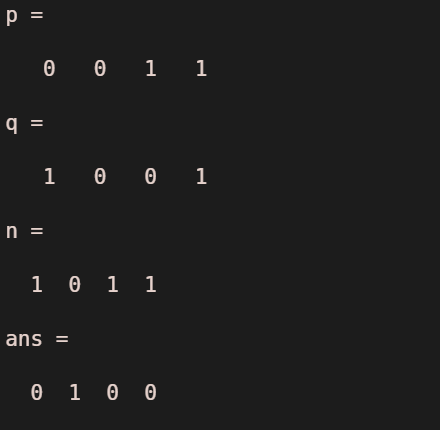 p =
0 0 1 1
q =
1 0 0 1
n =
1 0 1 1
ans =
0 1 0 0